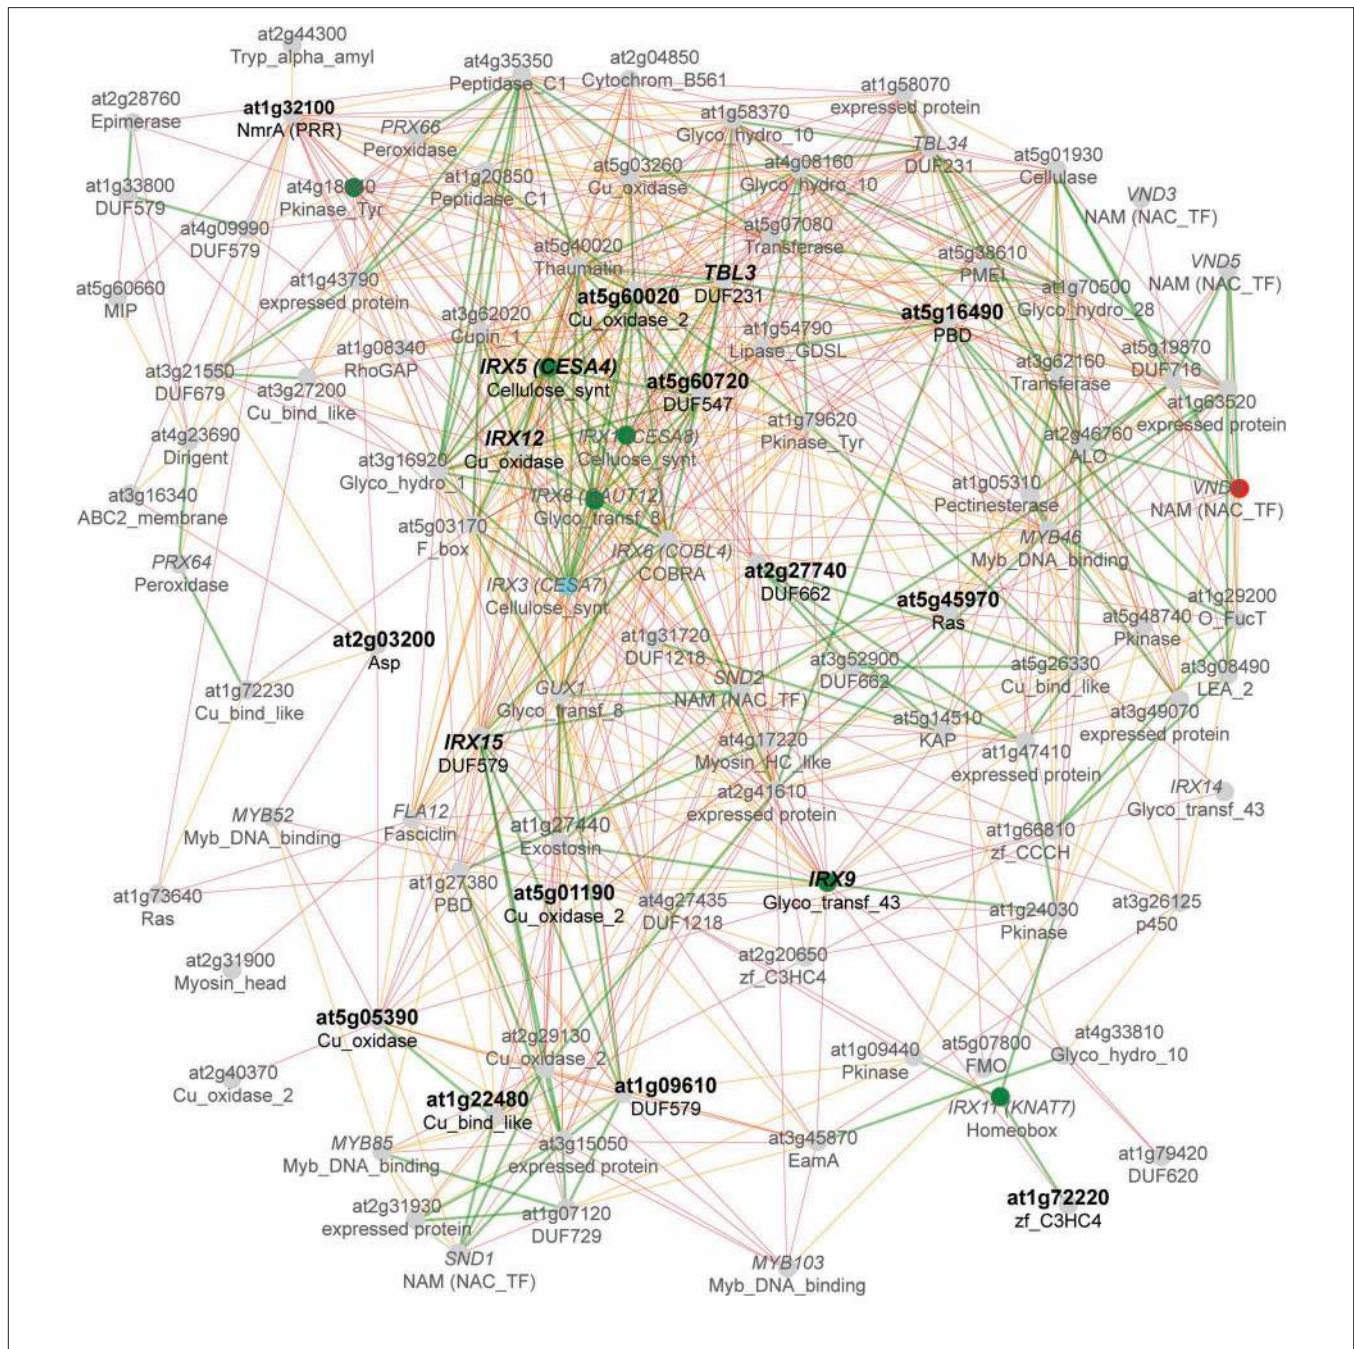 at2g44300
Tryp_alpha_amyl
at4g35350
Peptidase_C1
at2g04850
Cytochrom_B561
at1g58070
expressed protein
at2g28760
Epimerase
at1g32100
NmrA (PRR)
PRX66
Peroxidase
at1g58370
Glyco_hydro_10
TBL34
DUF231
at5g01930
Cellulase
at1g33800
DUF579
Pkinase_Tyr
at1g20850
Peptidase_C1
at5g03260
Cu_oxidase
at4g08160
Glyco_hydro_10
VND3
NAM (NAC_TF)
at4g09990
DUF579
at5g07080
Transferase
at5g40020
Thaumatin
at5g38610
PMEI
VND5
NAM (NAC_TF)
at5g60660
MIP
at1g43790
expressed protein
TBL3
DUF231
at5g60020
Cu_oxidase_2
at5g16490
PBD
at1g70500
Glyco_hydro_28
at3g62020
Cupin_1
at1g54790
Lipase_GDSL
at1g08340
RhoGAP
at3g21550
DUF679
at3g27200
Cu_bind_like
IRX5 (CESA4)
Cellulose_synt
at5g60720
DUF547
at3g62160
Transferase
at5g19870
DUF716
at1g63520
expressed protein
at4g23690
Dirigent
IRX12
Cu_oxidase
Celluose_synt
at1g79620
Pkinase_Tyr
at2g46760
ALO
at3g16920
Glyco_hydro_1
at3g16340
ABC2_membrane
Glyco_transf_8
at1g05310
Pectinesterase
NAM (NAC_TF)
at5g03170
F_box
MYB46
Myb_DNA_binding
PRX64
Peroxidase
IRX6 (COBL4)
COBRA
IRX3 (CESA7)
Cellulose_synt
at2g27740
DUF662
at5g45970
Ras
at1g29200
O_FucT
at5g48740
Pkinase
at2g03200
Asp
at1g31720
DUF1218
at3g52900
DUF662
at5g26330
Cu_bind_like
at3g08490
LEA_2
at1g72230
Cu_bind_like
GUX1
Glyco_transf_8
SND2
NAM (NAC_TF)
at5g14510
KAP
at3g49070
expressed protein
IRX15
DUF579
at4g17220
Myosin_HC_like
at1g47410
expressed protein
at2g41610
expressed protein
IRX14
Glyco_transf_43
MYB52
Myb_DNA_binding
FLA12
Fasciclin
at1g27440
Exostosin
at1g66810
zf_CCCH
at1g73640
Ras
at1g27380
PBD
at5g01190
Cu_oxidase_2
at4g27435
DUF1218
IRX9
Glyco_transf_43
at1g24030
Pkinase
at3g26125
p450
at2g31900
Myosin_head
at2g20650
zf_C3HC4
at5g05390
Cu_oxidase
at2g29130
Cu_oxidase_2
at1g09440
Pkinase
at5g07800
FMO
at4g33810
Glyco_hydro_10
at2g40370
Cu_oxidase_2
at1g22480
Cu_bind_like
at1g09610
DUF579
IRX11 (KNAT7)
Homeobox
MYB85
Myb_DNA_binding
at3g15050
expressed protein
at3g45870
EamA
at1g79420
DUF620
at2g31930
expressed protein
at1g07120
DUF729
at1g72220
zf_C3HC4
SND1
NAM (NAC_TF)
MYB103
Myb_DNA_binding